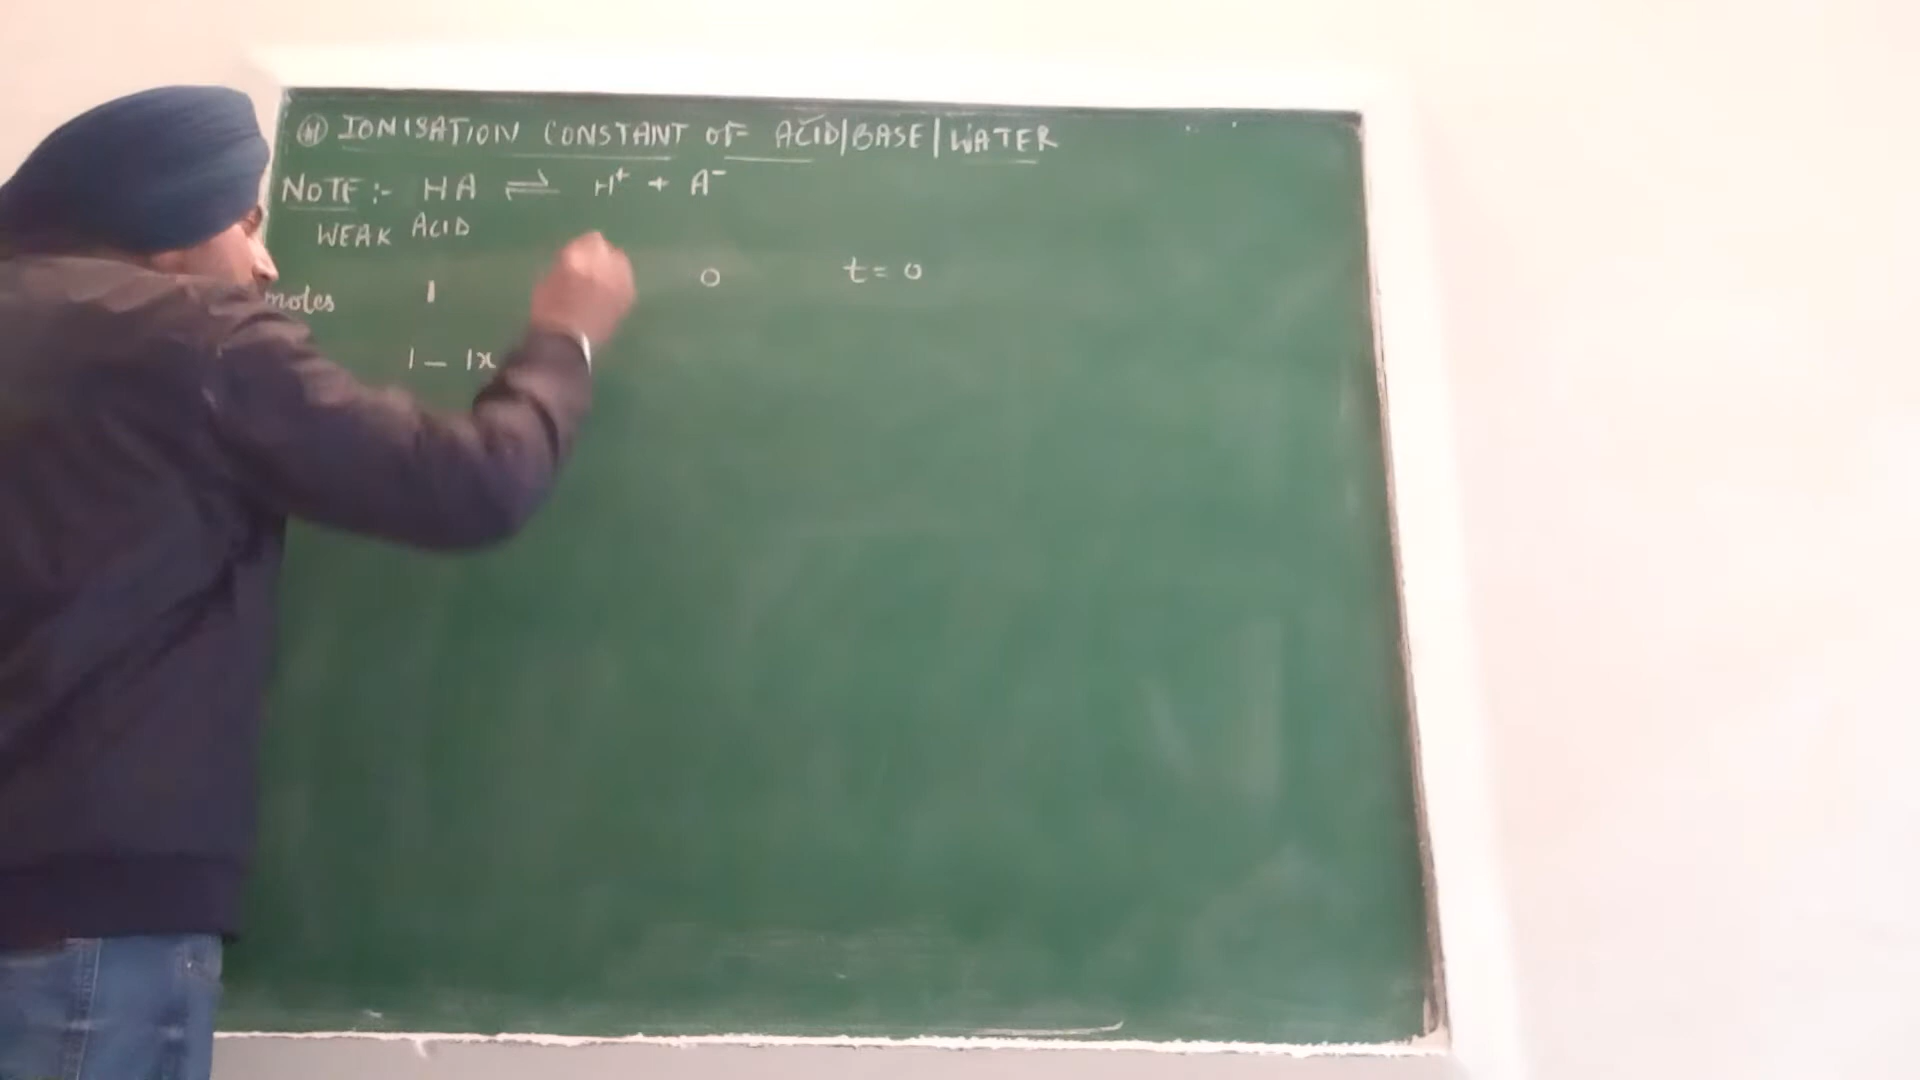 (iii) IONISATION CONSTANT OF ACID/BASE/WATER
NOTE :- HA ⇌ H⁺ + A⁻
WEAK ACID
moles 1 0 t = 0
1 - 1x